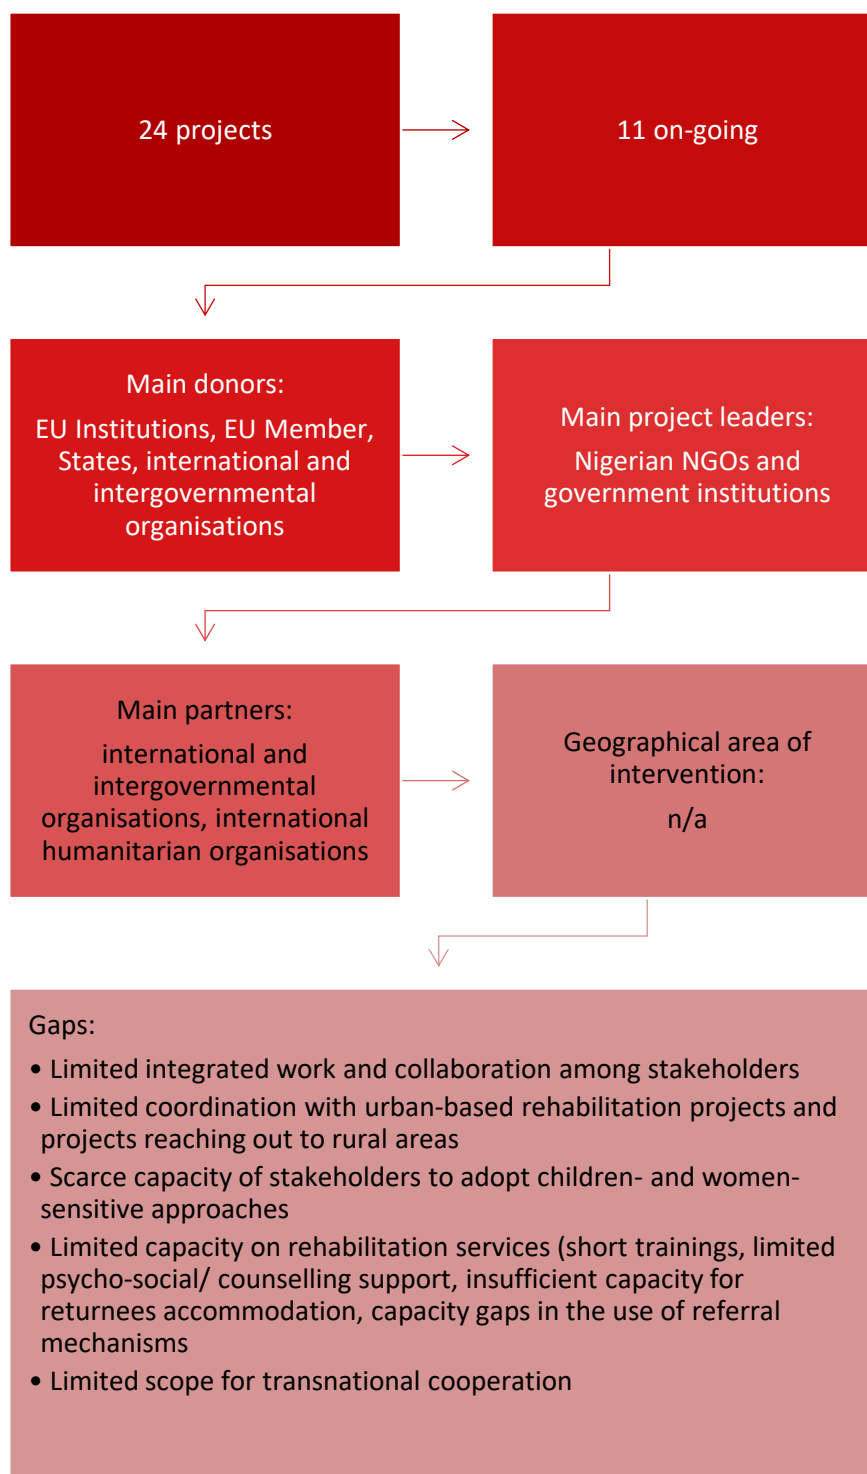 24 projects
11 on-going
Main donors:
EU Institutions, EU Member,
States, international and
intergovernmental
organisations
Main project leaders:
Nigerian NGOs and
government institutions
Main partners:
international and
intergovernmental
organisations, international
humanitarian organisations
Geographical area of
intervention:
n/a
Gaps:
• Limited integrated work and collaboration among stakeholders
• Limited coordination with urban-based rehabilitation projects and
projects reaching out to rural areas
• Scarce capacity of stakeholders to adopt children- and women-
sensitive approaches
• Limited capacity on rehabilitation services (short trainings, limited
psycho-social/ counselling support, insufficient capacity for
returnees accommodation, capacity gaps in the use of referral
mechanisms
• Limited scope for transnational cooperation